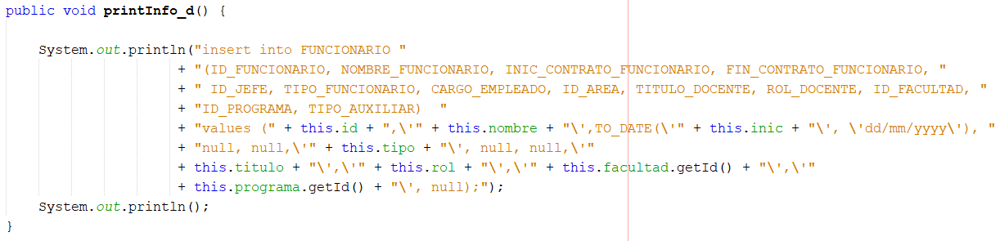 public void printInfo_d() {
System.out.println("insert into FUNCIONARIO "
+ "(ID_FUNCIONARIO, NOMBRE_FUNCIONARIO, INIC_CONTRATO_FUNCIONARIO, FIN_CONTRATO_FUNCIONARIO, "
+ " ID_JEFE, TIPO_FUNCIONARIO, CARGO_EMPLEADO, ID_AREA, TITULO_DOCENTE, ROL_DOCENTE, ID_FACULTAD, "
+ "ID_PROGRAMA, TIPO_AUXILIAR)  "
+ "values (" + this.id + ",\'" + this.nombre + "\',TO_DATE(\'" + this.inic + "\', \'dd/mm/yyyy\'), "
+ "null, null,\'" + this.tipo + "\', null, null,\'"
+ this.titulo + "\',\'" + this.rol + "\',\'" + this.facultad.getId() + "\',\'"
+ this.programa.getId() + "\', null);");
System.out.println();
}